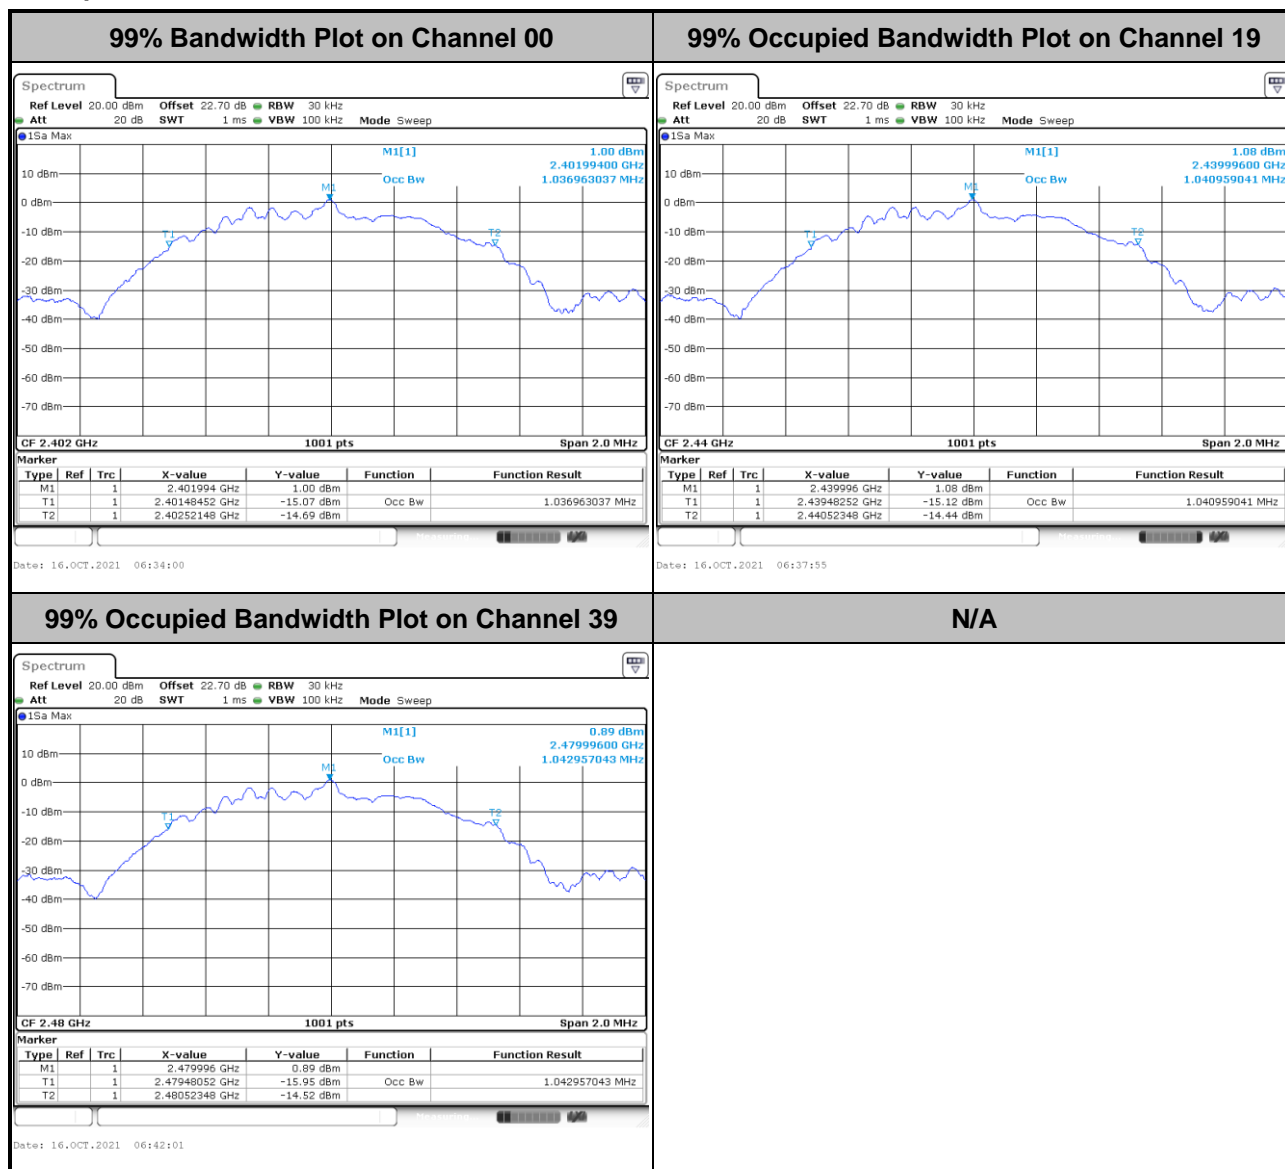 99% Bandwidth Plot on Channel 00
Spectrum
Ref Level 20.00 dBm Offset 22.70 dB RBW 30 kHz
Att 20 dB SWT 1 ms VBW 100 kHz Mode Sweep
1Sa Max
M1[1] 1.00 dBm
2.40199400 GHz
Occ Bw 1.036963037 MHz
10 dBm
0 dBm
-10 dBm
-20 dBm
-30 dBm
-40 dBm
-50 dBm
-60 dBm
-70 dBm
M1
T1
T2
CF 2.402 GHz 1001 pts Span 2.0 MHz
Marker
Type Ref Trc X-value Y-value Function Function Result
M1 1 2.401994 GHz 1.00 dBm
T1 1 2.40148452 GHz -15.07 dBm Occ Bw 1.036963037 MHz
T2 1 2.40252148 GHz -14.69 dBm
Measuring
Date: 16.OCT.2021 06:34:00
99% Occupied Bandwidth Plot on Channel 19
Spectrum
Ref Level 20.00 dBm Offset 22.70 dB RBW 30 kHz
Att 20 dB SWT 1 ms VBW 100 kHz Mode Sweep
1Sa Max
M1[1] 1.08 dBm
2.43999600 GHz
Occ Bw 1.040959041 MHz
10 dBm
0 dBm
-10 dBm
-20 dBm
-30 dBm
-40 dBm
-50 dBm
-60 dBm
-70 dBm
M1
T1
T2
CF 2.44 GHz 1001 pts Span 2.0 MHz
Marker
Type Ref Trc X-value Y-value Function Function Result
M1 1 2.439996 GHz 1.08 dBm
T1 1 2.43948252 GHz -15.12 dBm Occ Bw 1.040959041 MHz
T2 1 2.44052348 GHz -14.44 dBm
Measuring
Date: 16.OCT.2021 06:37:55
99% Occupied Bandwidth Plot on Channel 39
Spectrum
Ref Level 20.00 dBm Offset 22.70 dB RBW 30 kHz
Att 20 dB SWT 1 ms VBW 100 kHz Mode Sweep
1Sa Max
M1[1] 0.89 dBm
2.47999600 GHz
Occ Bw 1.042957043 MHz
10 dBm
0 dBm
-10 dBm
-20 dBm
-30 dBm
-40 dBm
-50 dBm
-60 dBm
-70 dBm
M1
T1
T2
CF 2.48 GHz 1001 pts Span 2.0 MHz
Marker
Type Ref Trc X-value Y-value Function Function Result
M1 1 2.479996 GHz 0.89 dBm
T1 1 2.47948052 GHz -15.95 dBm Occ Bw 1.042957043 MHz
T2 1 2.48052348 GHz -14.52 dBm
Measuring
Date: 16.OCT.2021 06:42:01
N/A